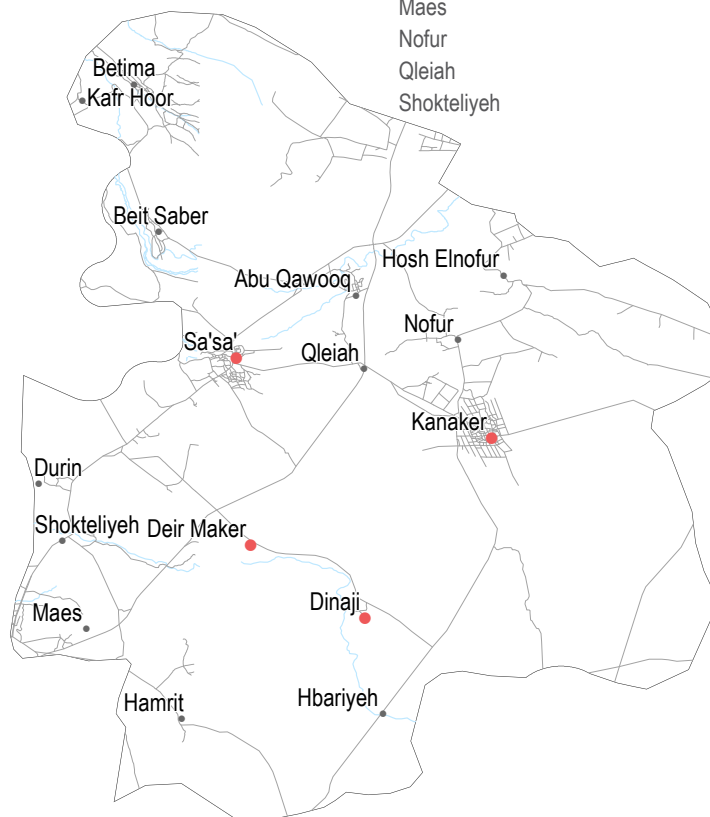 Maes
Nofur
Qleiah
Shokteliyeh
Betima
Kafr Hoor
Beit Saber
Hosh Elnofur
Abu Qawooq
Nofur
Sa'sa'
Qleiah
Kanaker
Durin
Shokteliyeh
Deir Maker
Dinaji
Maes
Hamrit
Hbariyeh